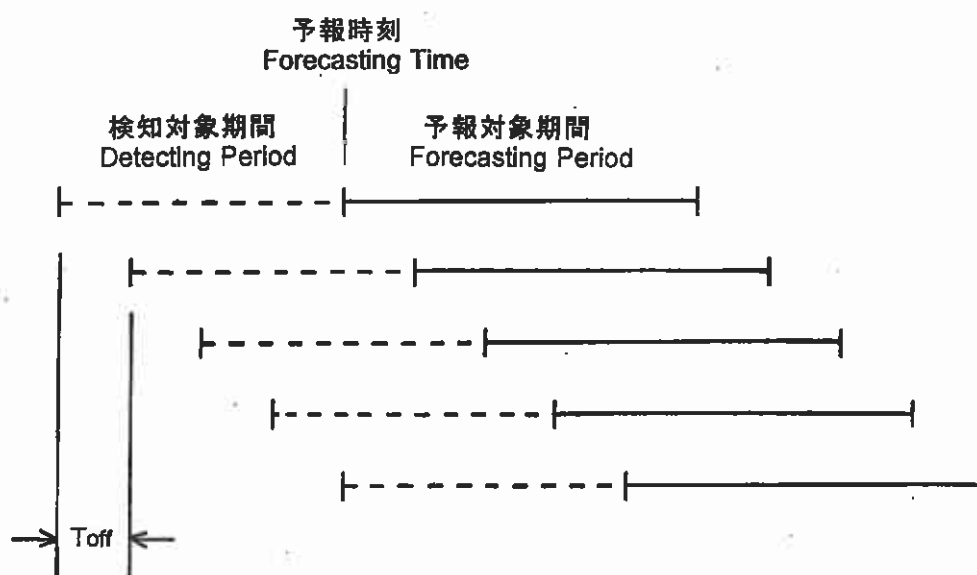 予報時刻
Forecasting Time
検知対象期間
Detecting Period
予報対象期間
Forecasting Period
Toff